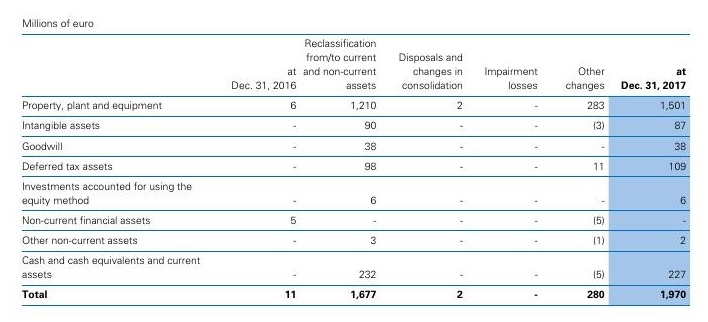 Millions of euro
at Dec. 31, 2016 Reclassification from/to current and non-current assets Disposals and changes in consolidation Impairment losses Other changes at Dec. 31, 2017
Property, plant and equipment 6 1,210 2 - 283 1,501
Intangible assets - 90 - - (3) 87
Goodwill - 38 - - - 38
Deferred tax assets - 98 - - 11 109
Investments accounted for using the
equity method - 6 - - - 6
Non-current financial assets 5 - - - (5) -
Other non-current assets - 3 - - (1) 2
Cash and cash equivalents and current
assets - 232 - - (5) 227
Total 11 1,677 2 - 280 1,970